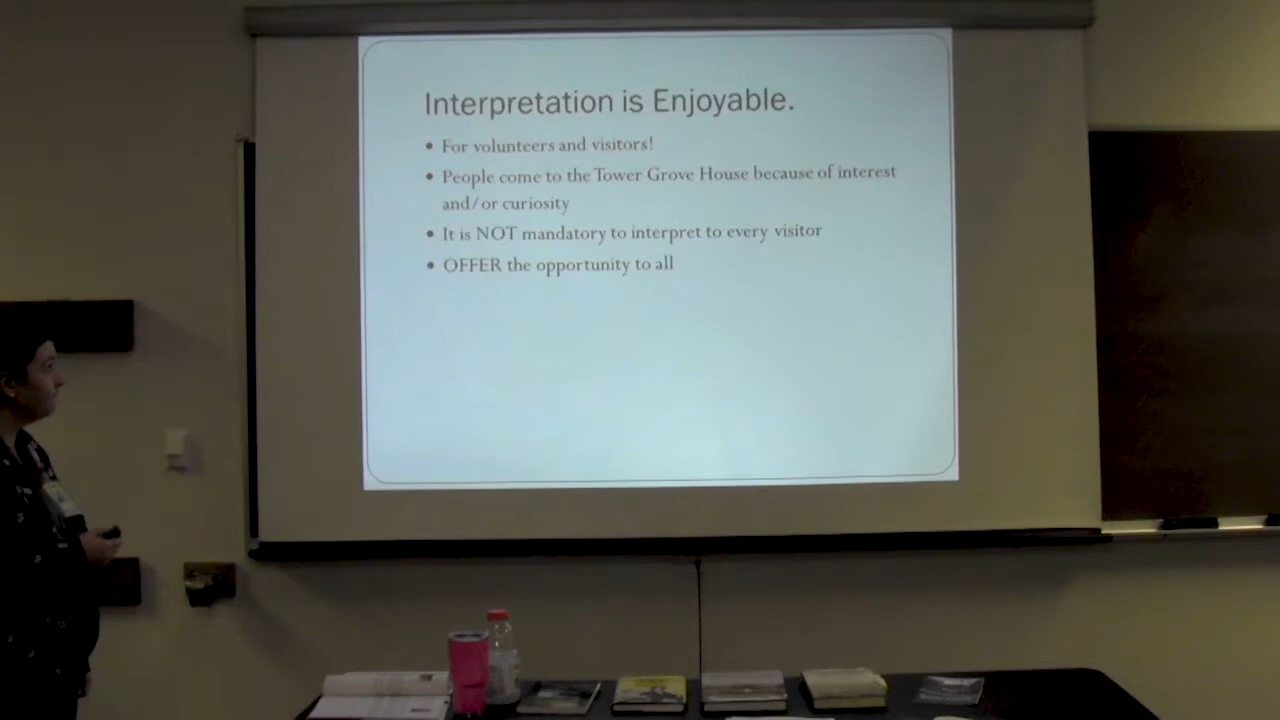 Interpretation is Enjoyable.
• For volunteers and visitors!
• People come to the Tower Grove House because of interest
and/or curiosity
• It is NOT mandatory to interpret to every visitor
• OFFER the opportunity to all